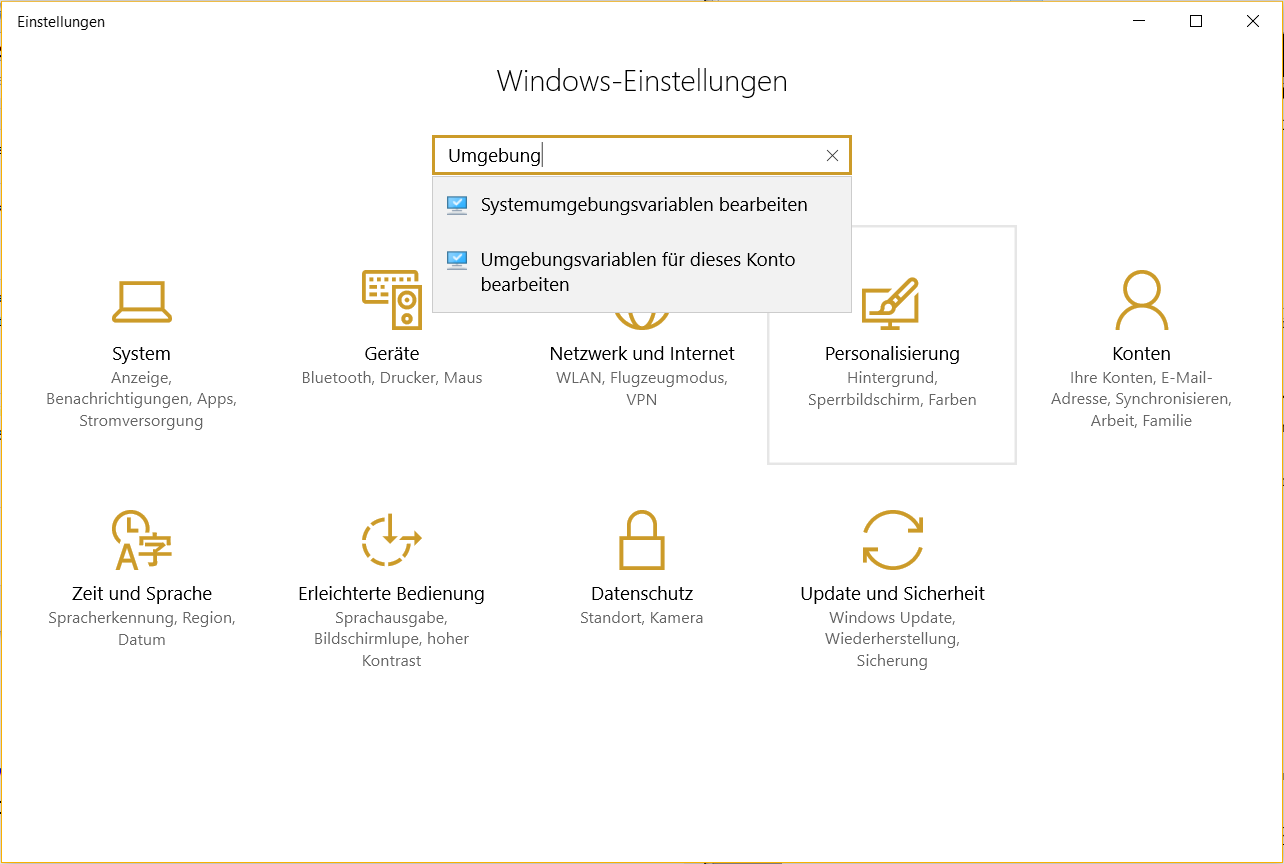 Einstellungen
Windows-Einstellungen
Umgebung
Systemumgebungsvariablen bearbeiten
Umgebungsvariablen für dieses Konto
bearbeiten
System
Anzeige,
Benachrichtigungen, Apps,
Stromversorgung
Geräte
Bluetooth, Drucker, Maus
Netzwerk und Internet
WLAN, Flugzeugmodus,
VPN
Personalisierung
Hintergrund,
Sperrbildschirm, Farben
Konten
Ihre Konten, E-Mail-
Adresse, Synchronisieren,
Arbeit, Familie
A字
Zeit und Sprache
Spracherkennung, Region,
Datum
Erleichterte Bedienung
Sprachausgabe,
Bildschirmlupe, hoher
Kontrast
Datenschutz
Standort, Kamera
Update und Sicherheit
Windows Update,
Wiederherstellung,
Sicherung